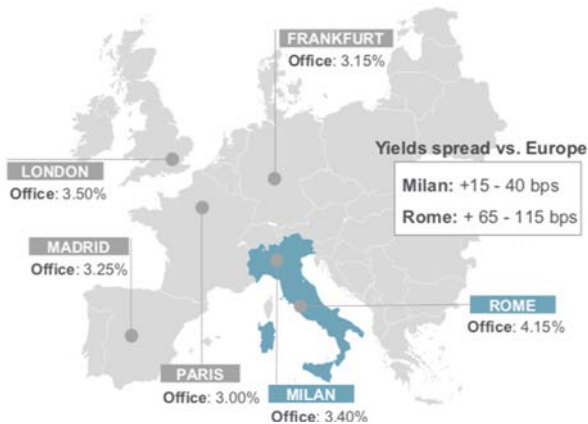 FRANKFURT
Office: 3.15%
Yields spread vs. Europe
Milan: +15 - 40 bps
Rome: + 65 - 115 bps
LONDON
Office: 3.50%
MADRID
Office: 3.25%
ROME
Office: 4.15%
PARIS
Office: 3.00%
MILAN
Office: 3.40%